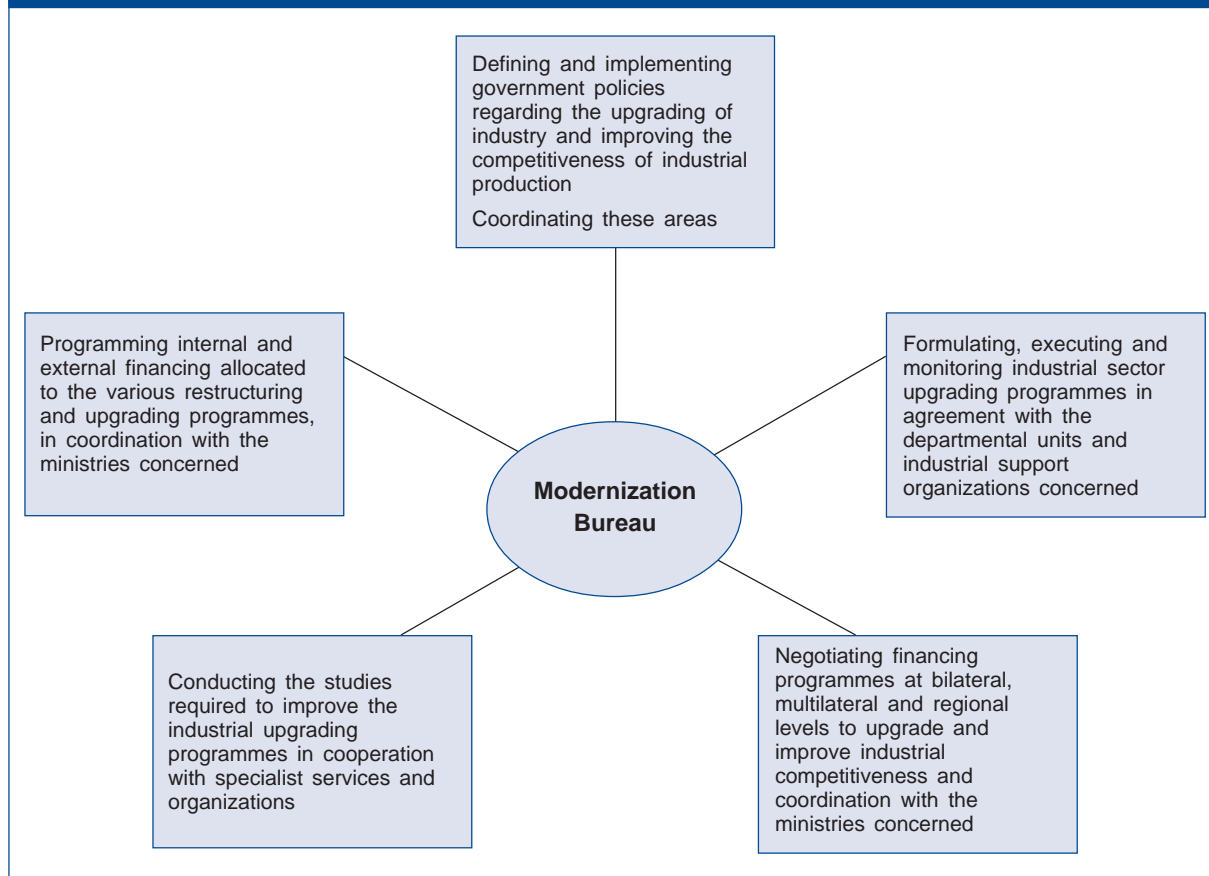 Defining and implementing
government policies
regarding the upgrading of
industry and improving the
competitiveness of industrial
production
Coordinating these areas
Programming internal and
external financing allocated
to the various restructuring
and upgrading programmes,
in coordination with the
ministries concerned
Formulating, executing and
monitoring industrial sector
upgrading programmes in
agreement with the
departmental units and
industrial support
organizations concerned
Modernization
Bureau
Conducting the studies
required to improve the
industrial upgrading
programmes in cooperation
with specialist services and
organizations
Negotiating financing
programmes at bilateral,
multilateral and regional
levels to upgrade and
improve industrial
competitiveness and
coordination with the
ministries concerned